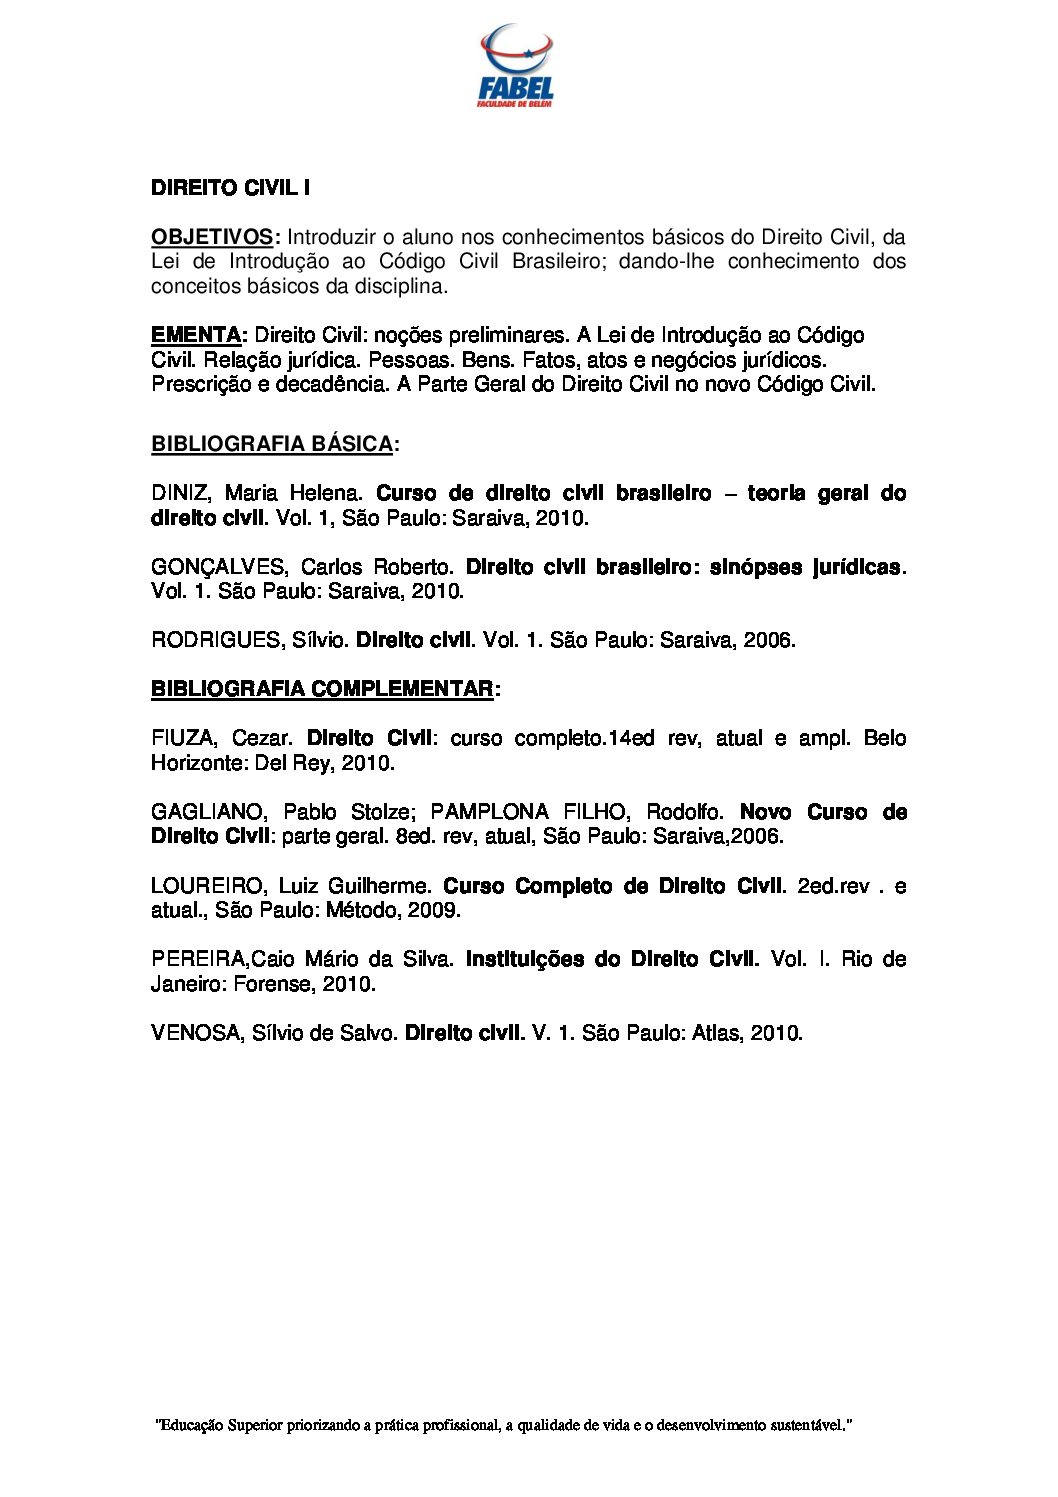 FABEL
FACULDADE DE BELÉM
DIREITO CIVIL I
OBJETIVOS: Introduzir o aluno nos conhecimentos básicos do Direito Civil, da
Lei de Introdução ao Código Civil Brasileiro; dando-lhe conhecimento dos
conceitos básicos da disciplina.
EMENTA: Direito Civil: noções preliminares. A Lei de Introdução ao Código
Civil. Relação jurídica. Pessoas. Bens. Fatos, atos e negócios jurídicos.
Prescrição e decadência. A Parte Geral do Direito Civil no novo Código Civil.
BIBLIOGRAFIA BÁSICA:
DINIZ, Maria Helena. Curso de direito civil brasileiro – teoria geral do
direito civil. Vol. 1, São Paulo: Saraiva, 2010.
GONÇALVES, Carlos Roberto. Direito civil brasileiro: sinópses jurídicas.
Vol. 1. São Paulo: Saraiva, 2010.
RODRIGUES, Sílvio. Direito civil. Vol. 1. São Paulo: Saraiva, 2006.
BIBLIOGRAFIA COMPLEMENTAR:
FIUZA, Cezar. Direito Civil: curso completo.14ed rev, atual e ampl. Belo
Horizonte: Del Rey, 2010.
GAGLIANO, Pablo Stolze; PAMPLONA FILHO, Rodolfo. Novo Curso de
Direito Civil: parte geral. 8ed. rev, atual, São Paulo: Saraiva,2006.
LOUREIRO, Luiz Guilherme. Curso Completo de Direito Civil. 2ed.rev . e
atual., São Paulo: Método, 2009.
PEREIRA,Caio Mário da Silva. Instituições do Direito Civil. Vol. I. Rio de
Janeiro: Forense, 2010.
VENOSA, Sílvio de Salvo. Direito civil. V. 1. São Paulo: Atlas, 2010.
"Educação Superior priorizando a prática profissional, a qualidade de vida e o desenvolvimento sustentável."